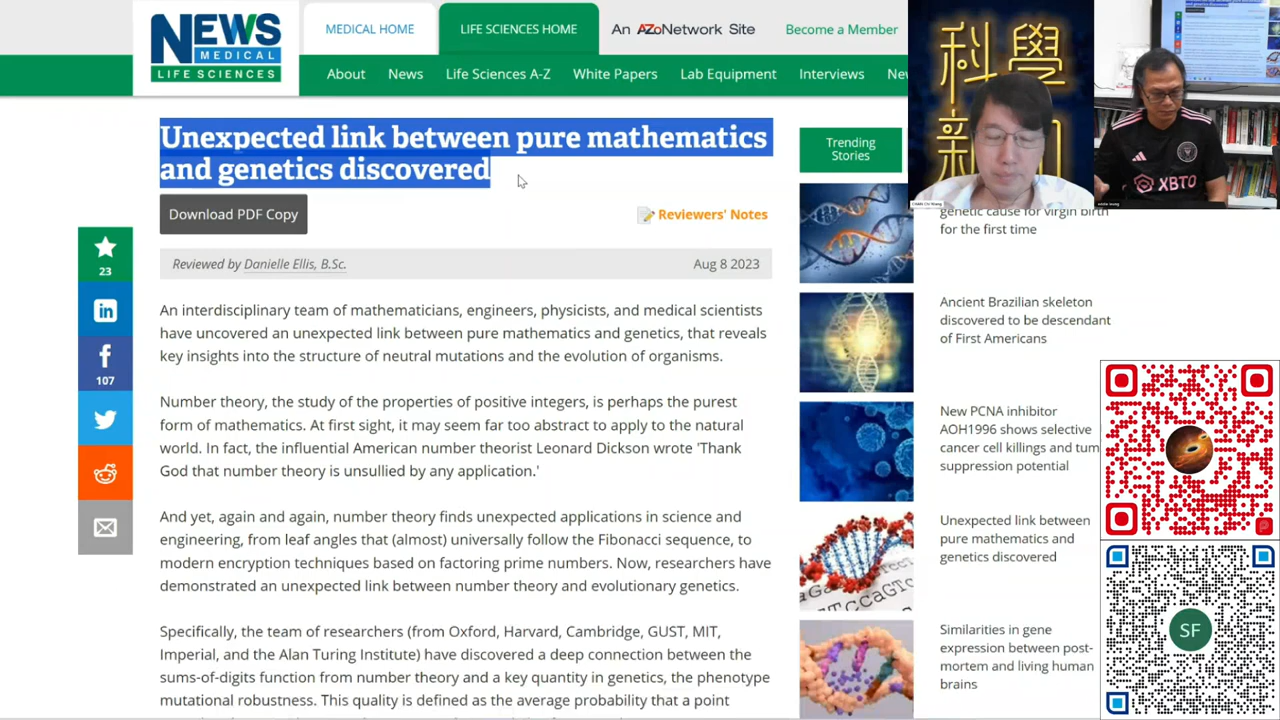 NEWS
MEDICAL
LIFE SCIENCES
MEDICAL HOME
LIFE SCIENCES HOME
An AZoNetwork Site
Become a Member
About
News
Life Sciences A-Z
White Papers
Lab Equipment
Interviews
Unexpected link between pure mathematics
and genetics discovered
Download PDF Copy
Reviewers' Notes
Reviewed by Danielle Ellis, B.Sc.
Aug 8 2023
23
107
An interdisciplinary team of mathematicians, engineers, physicists, and medical scientists
have uncovered an unexpected link between pure mathematics and genetics, that reveals
key insights into the structure of neutral mutations and the evolution of organisms.
Number theory, the study of the properties of positive integers, is perhaps the purest
form of mathematics. At first sight, it may seem far too abstract to apply to the natural
world. In fact, the influential American number theorist Leonard Dickson wrote 'Thank
God that number theory is unsullied by any application.'
And yet, again and again, number theory finds unexpected applications in science and
engineering, from leaf angles that (almost) universally follow the Fibonacci sequence, to
modern encryption techniques based on factoring prime numbers. Now, researchers have
demonstrated an unexpected link between number theory and evolutionary genetics.
Specifically, the team of researchers (from Oxford, Harvard, Cambridge, GUST, MIT,
Imperial, and the Alan Turing Institute) have discovered a deep connection between the
sums-of-digits function from number theory and a key quantity in genetics, the phenotype
mutational robustness. This quality is defined as the average probability that a point
Trending
Stories
genetic cause for virgin birth
for the first time
Ancient Brazilian skeleton
discovered to be descendant
of First Americans
New PCNA inhibitor
AOH1996 shows selective
cancer cell killings and tum
suppression potential
Unexpected link between
pure mathematics and
genetics discovered
Similarities in gene
expression between post-
mortem and living human
brains
科學
新
XBTO
SF